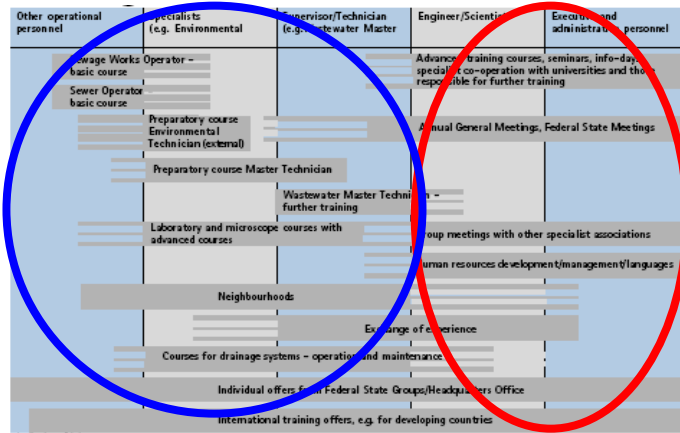 Other operational
personnel
Specialists
(e.g. Environmental
Supervisor/Technician
(e.g. Wastewater Master
Engineer/Scientist
Executive and
administrative personnel
Sewage Works Operator –
basic course
Sewer Operator
basic course
Preparatory course
Environmental
Technician (external)
Preparatory course Master Technician
Wastewater Master Technician –
further training
Laboratory and microscope courses with
advanced courses
Advanced training courses, seminars, info-days
specialist co-operation with universities and those
responsible for further training
Annual General Meetings, Federal State Meetings
Group meetings with other specialist associations
Human resources development/management/languages
Neighbourhoods
Exchange of experience
Courses for drainage systems – operation and maintenance
Individual offers from Federal State Groups/Headquarters Office
International training offers, e.g. for developing countries